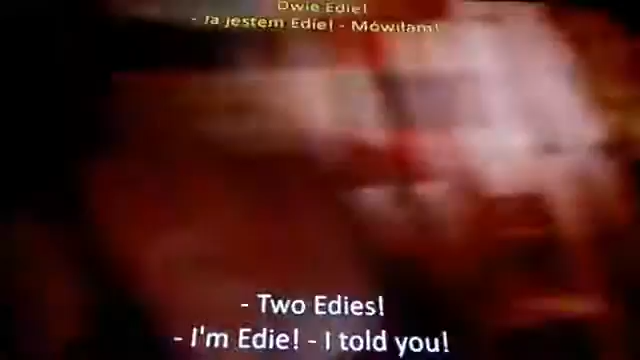 Dwie Edie!
- Ja jestem Edie! - Mówiłam!
- Two Edies!
- I'm Edie! - I told you!